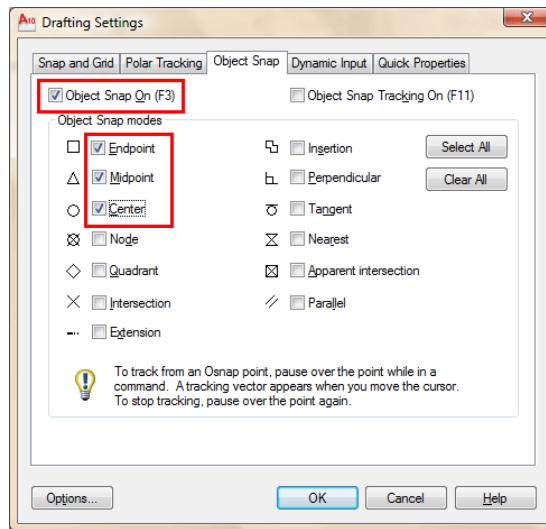 A10 Drafting Settings
Snap and Grid Polar Tracking Object Snap Dynamic Input Quick Properties
Object Snap On (F3) Object Snap Tracking On (F11)
Object Snap modes
Endpoint Insertion Select All
Midpoint Perpendicular Clear All
Center Tangent
Node Nearest
Quadrant Apparent intersection
Intersection Parallel
Extension
To track from an Osnap point, pause over the point while in a
command. A tracking vector appears when you move the cursor.
To stop tracking, pause over the point again.
Options... OK Cancel Help